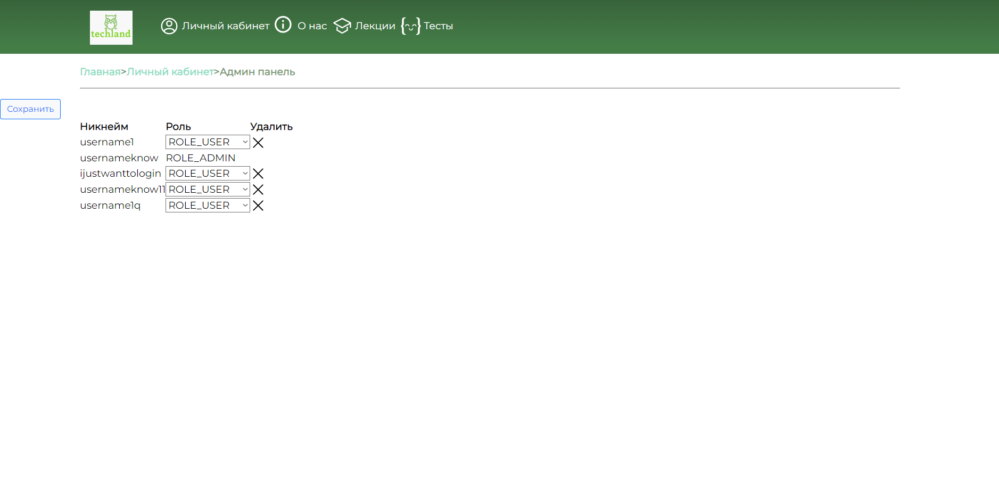 techland
Личный кабинет О нас Лекции Тесты
Главная>Личный кабинет>Админ панель
Сохранить
Никнейм Роль Удалить
username1 ROLE_USER
usernameknow ROLE_ADMIN
ijustwanttologin ROLE_USER
usernameknow11 ROLE_USER
username1q ROLE_USER